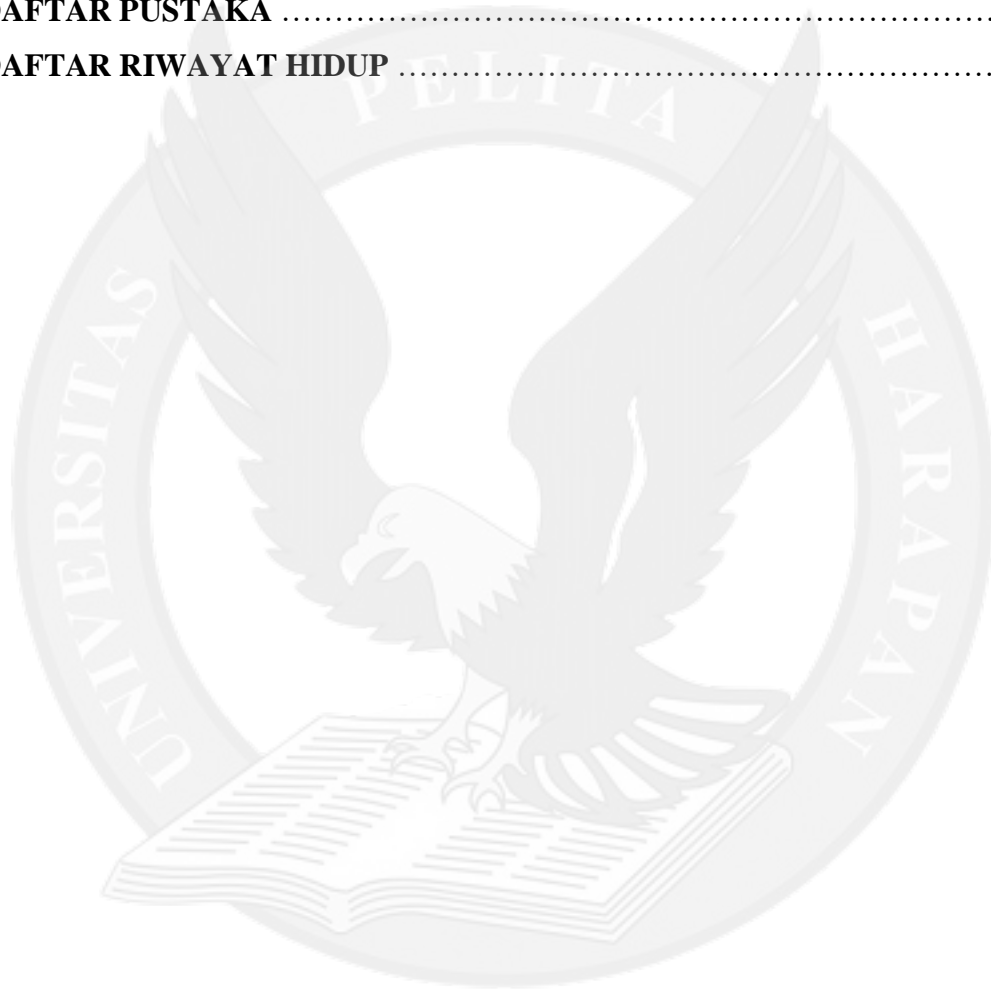 DAFTAR PUSTAKA ……………………………………………………………………
DAFTAR RIWAYAT HIDUP …………………………………………………………
UNIVERSITAS PELITA HARAPAN